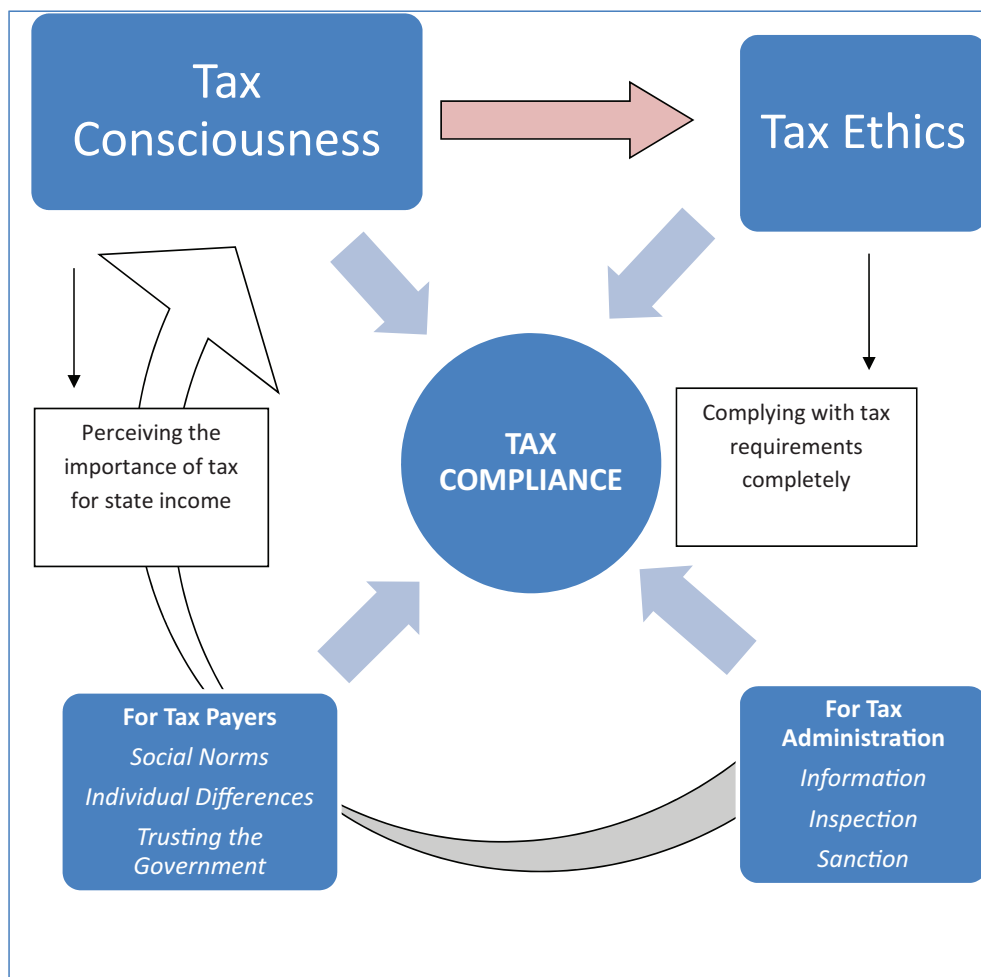 Tax
Consciousness
Tax Ethics
Perceiving the
importance of tax
for state income
TAX
COMPLIANCE
Complying with tax
requirements
completely
For Tax Payers
Social Norms
Individual Differences
Trusting the
Government
For Tax
Administration
Information
Inspection
Sanction